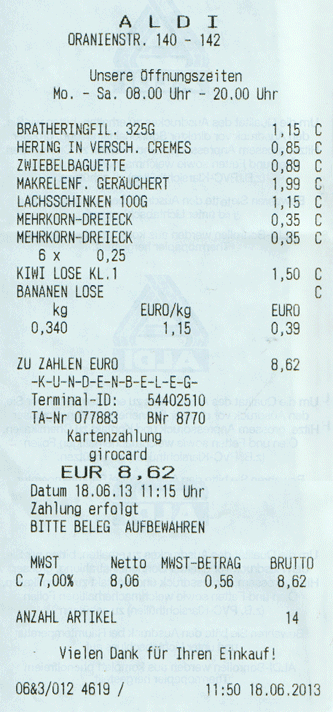 ALDI
ORANIENSTR. 140 - 142
Unsere Öffnungszeiten
Mo. - Sa. 08.00 Uhr - 20.00 Uhr
BRATHERINGFIL. 325G 1,15 C
HERING IN VERSCH. CREMES 0,85 C
ZWIEBELBAGUETTE 0,89 C
MAKRELENF. GERÄUCHERT 1,99 C
LACHSSCHINKEN 100G 1,15 C
MEHRKORN-DREIECK 0,35 C
MEHRKORN-DREIECK 0,35 C
6 x 0,25
KIWI LOSE KL.1 1,50 C
BANANEN LOSE C
kg EURO/kg EURO
0,340 1,15 0,39
ZU ZAHLEN EURO 8,62
-K-U-N-D-E-N-B-E-L-E-G-
Terminal-ID: 54402510
TA-Nr 077883 BNr 8770
Kartenzahlung
girocard
EUR 8,62
Datum 18.06.13 11:15 Uhr
Zahlung erfolgt
BITTE BELEG AUFBEWAHREN
MWST Netto MWST-BETRAG BRUTTO
C 7,00% 8,06 0,56 8,62
ANZAHL ARTIKEL 14
Vielen Dank für Ihren Einkauf!
06&3/012 4619 / 11:50 18.06.2013